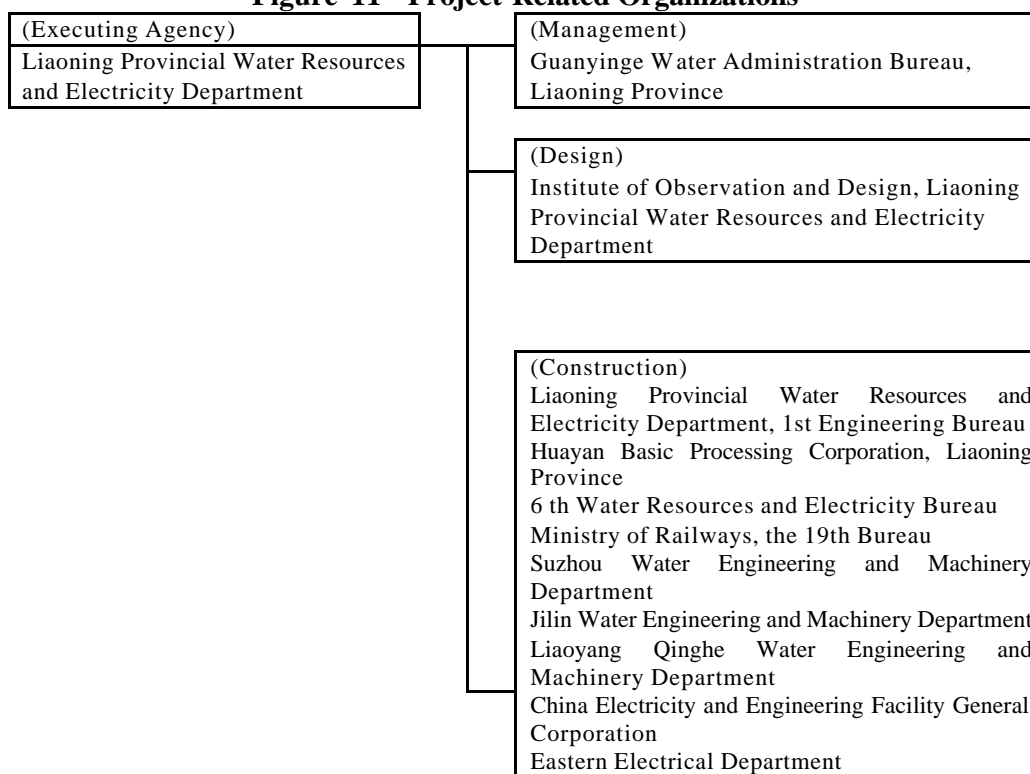 Figure 11 Project-Related Organizations
(Executing Agency)
Liaoning Provincial Water Resources
and Electricity Department
(Management)
Guanyinge Water Administration Bureau,
Liaoning Province
(Design)
Institute of Observation and Design, Liaoning
Provincial Water Resources and Electricity
Department
(Construction)
Liaoning Provincial Water Resources and
Electricity Department, 1st Engineering Bureau
Huayan Basic Processing Corporation, Liaoning
Province
6 th Water Resources and Electricity Bureau
Ministry of Railways, the 19th Bureau
Suzhou Water Engineering and Machinery
Department
Jilin Water Engineering and Machinery Department
Liaoyang Qinghe Water Engineering and
Machinery Department
China Electricity and Engineering Facility General
Corporation
Eastern Electrical Department